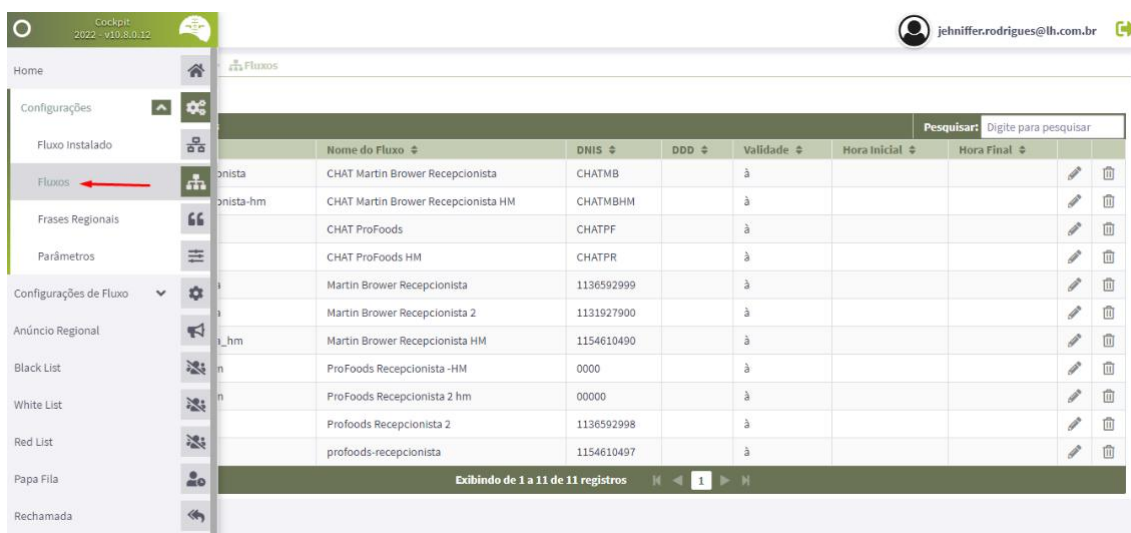 Cockpit
2022 - v10.8.0.12
jehniffer.rodrigues@lh.com.br
Home
Fluxos
Configurações
Pesquisar: Digite para pesquisar
Fluxo Instalado
Nome do Fluxo DNIS DDD Validade Hora Inicial Hora Final
Fluxos
onista CHAT Martin Brower Recepcionista CHATMB à
onista-hm CHAT Martin Brower Recepcionista HM CHATMBHM à
Frases Regionais
CHAT ProFoods CHATPF à
Parâmetros
CHAT ProFoods HM CHATPR à
Configurações de Fluxo
Martin Brower Recepcionista 1136592999 à
Martin Brower Recepcionista 2 1131927900 à
Anúncio Regional
_hm Martin Brower Recepcionista HM 1154610490 à
Black List
ProFoods Recepcionista -HM 0000 à
White List
ProFoods Recepcionista 2 hm 00000 à
Profoods Recepcionista 2 1136592998 à
Red List
profoods-recepcionista 1154610497 à
Papa Fila
Exibindo de 1 a 11 de 11 registros 1
Rechamada